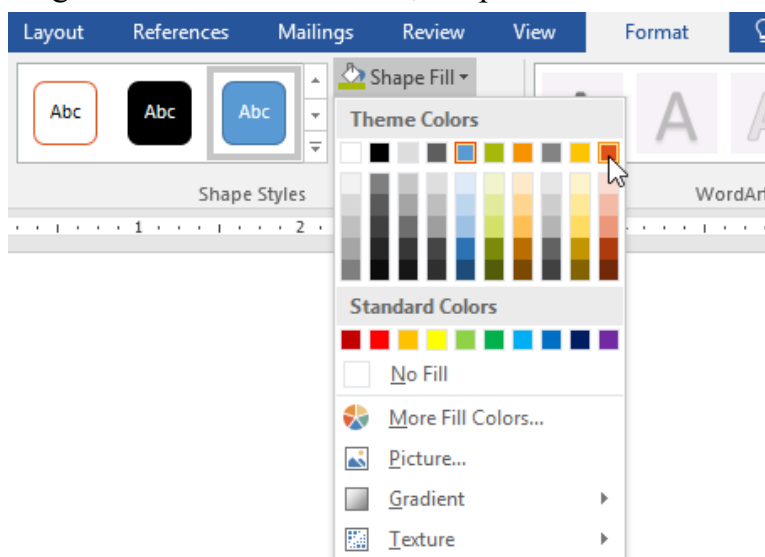 Layout References Mailings Review View Format
Abc Abc Abc Shape Fill
Theme Colors
A A
Shape Styles
1 2
Standard Colors
No Fill
More Fill Colors...
Picture...
Gradient
Texture